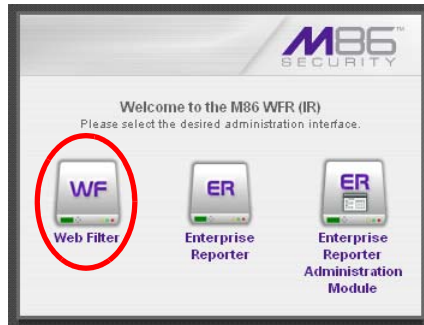 M86™
SECURITY
Welcome to the M86 WFR (IR)
Please select the desired administration interface.
WF
ER
ER
Web Filter
Enterprise
Reporter
Enterprise
Reporter
Administration
Module